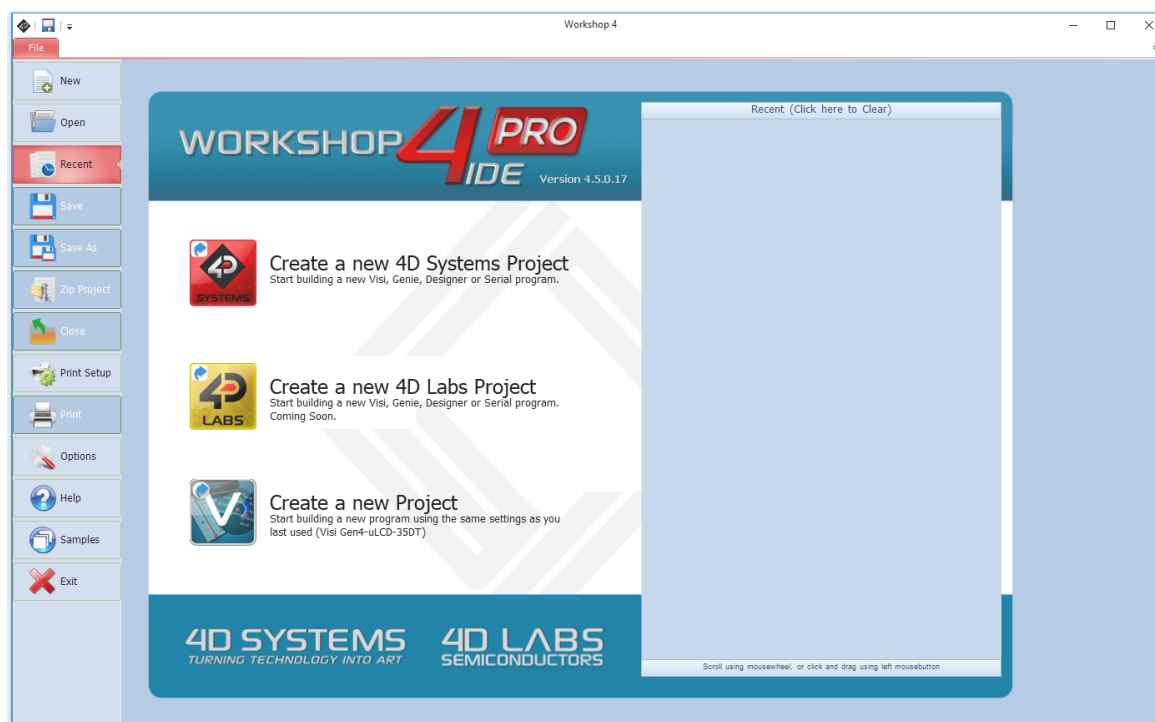 Workshop 4
File
New
Open
Recent
Save
Save As
Zip Project
Close
Print Setup
Print
Options
Help
Samples
Exit
WORKSHOP 4 PRO
IDE Version 4.5.0.17
4D
SYSTEMS
Create a new 4D Systems Project
Start building a new Visi, Genie, Designer or Serial program.
4D
LABS
Create a new 4D Labs Project
Start building a new Visi, Genie, Designer or Serial program.
Coming Soon.
V
Create a new Project
Start building a new program using the same settings as you
last used (Visi Gen4-uLCD-35DT)
4D SYSTEMS
TURNING TECHNOLOGY INTO ART
4D LABS
SEMICONDUCTORS
Recent (Click here to Clear)
Scroll using mousewheel, or click and drag using left mousebutton